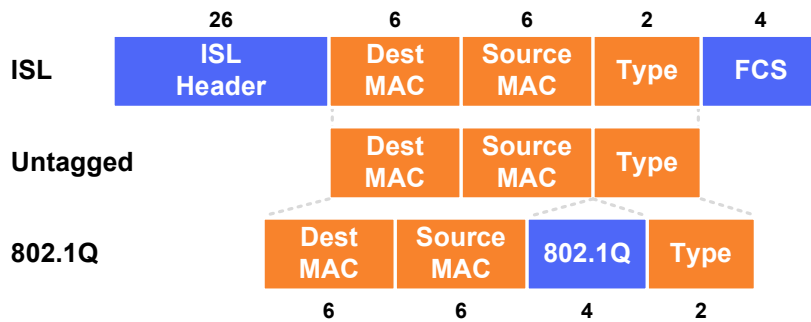 26 6 6 2 4
ISL ISL Header Dest MAC Source MAC Type FCS
Untagged Dest MAC Source MAC Type
802.1Q Dest MAC Source MAC 802.1Q Type
6 6 4 2